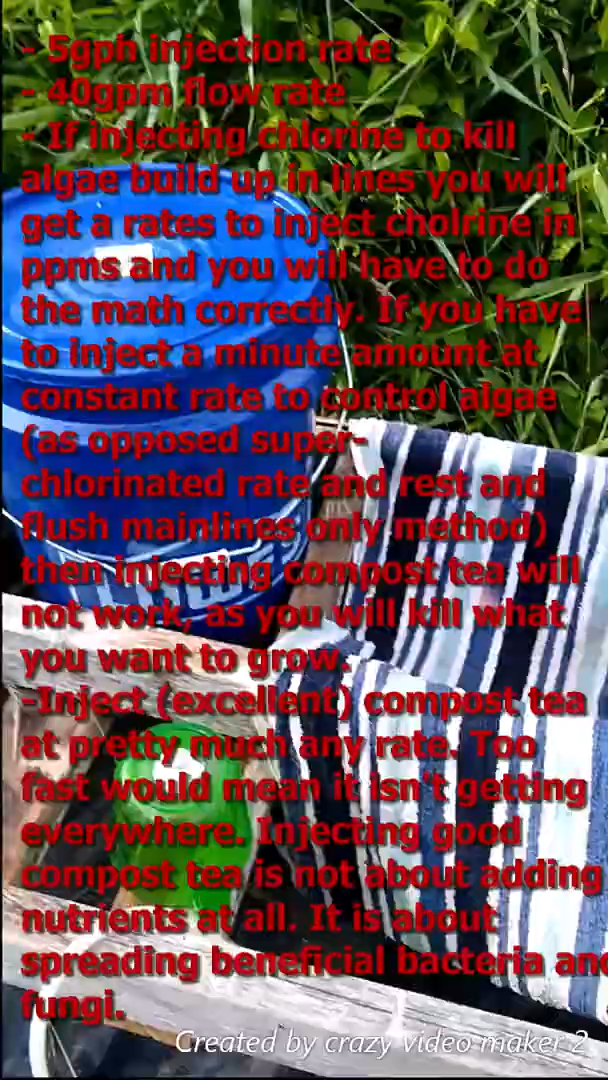 - 5gph injection rate
- 40gpm flow rate
- If injecting chlorine to kill
algae build up in lines you will
get a rates to inject cholrine in
ppms and you will have to do
the math correctly. If you have
to inject a minute amount at
constant rate to control algae
(as opposed super-
chlorinated rate and rest and
flush mainlines only method)
then injecting compost tea will
not work, as you will kill what
you want to grow.
-Inject (excellent) compost tea
at pretty much any rate. Too
fast would mean it isn't getting
everywhere. Injecting good
compost tea is not about adding
nutrients at all. It is about
spreading beneficial bacteria and
fungi.
Created by crazy video maker 2